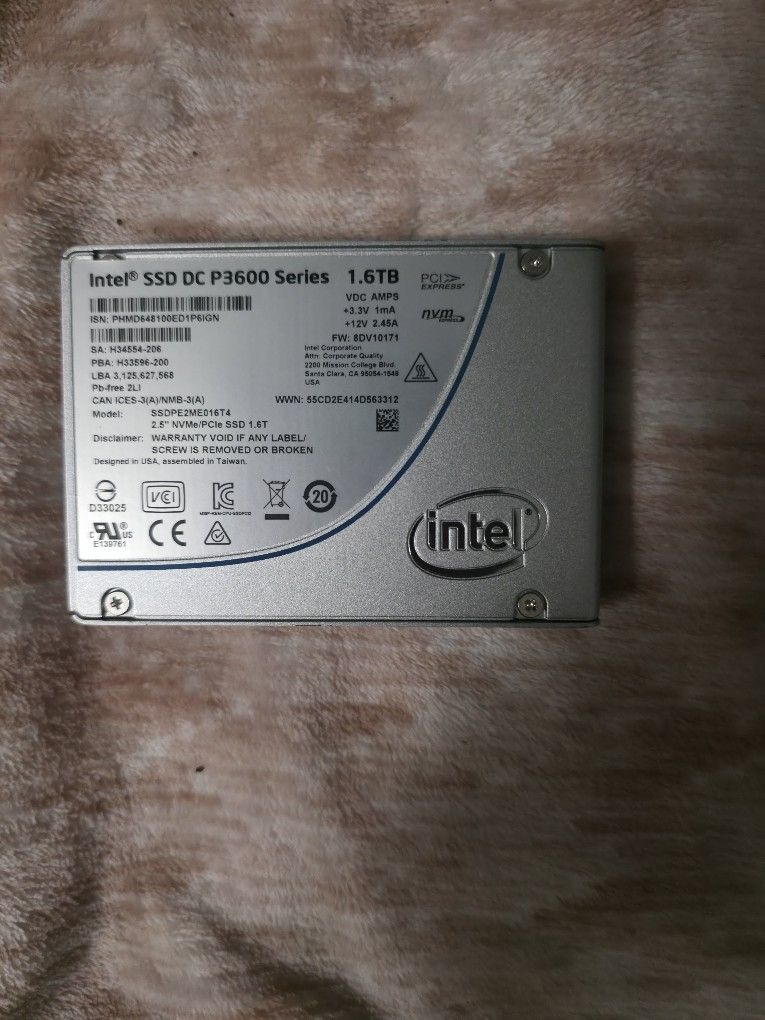 Intel® SSD DC P3600 Series 1.6TB
PCI EXPRESS®
VDC AMPS
ISN: PHMD648100ED1P6IGN
+3.3V 1mA
+12V 2.45A
nvm EXPRESS
FW: 8DV10171
SA: H34554-206
PBA: H33596-200
LBA 3,125,627,568
Pb-free 2LI
Intel Corporation
Attn: Corporate Quality
2200 Mission College Blvd.
Santa Clara, CA 95054-1548
USA
CAN ICES-3(A)/NMB-3(A)
WWN: 55CD2E414D563312
Model: SSDPE2ME016T4
2.5" NVMe/PCIe SSD 1.6T
Disclaimer: WARRANTY VOID IF ANY LABEL/
SCREW IS REMOVED OR BROKEN
Designed in USA, assembled in Taiwan.
D33025
VCI
20
c RU® US
E139761
CE
intel